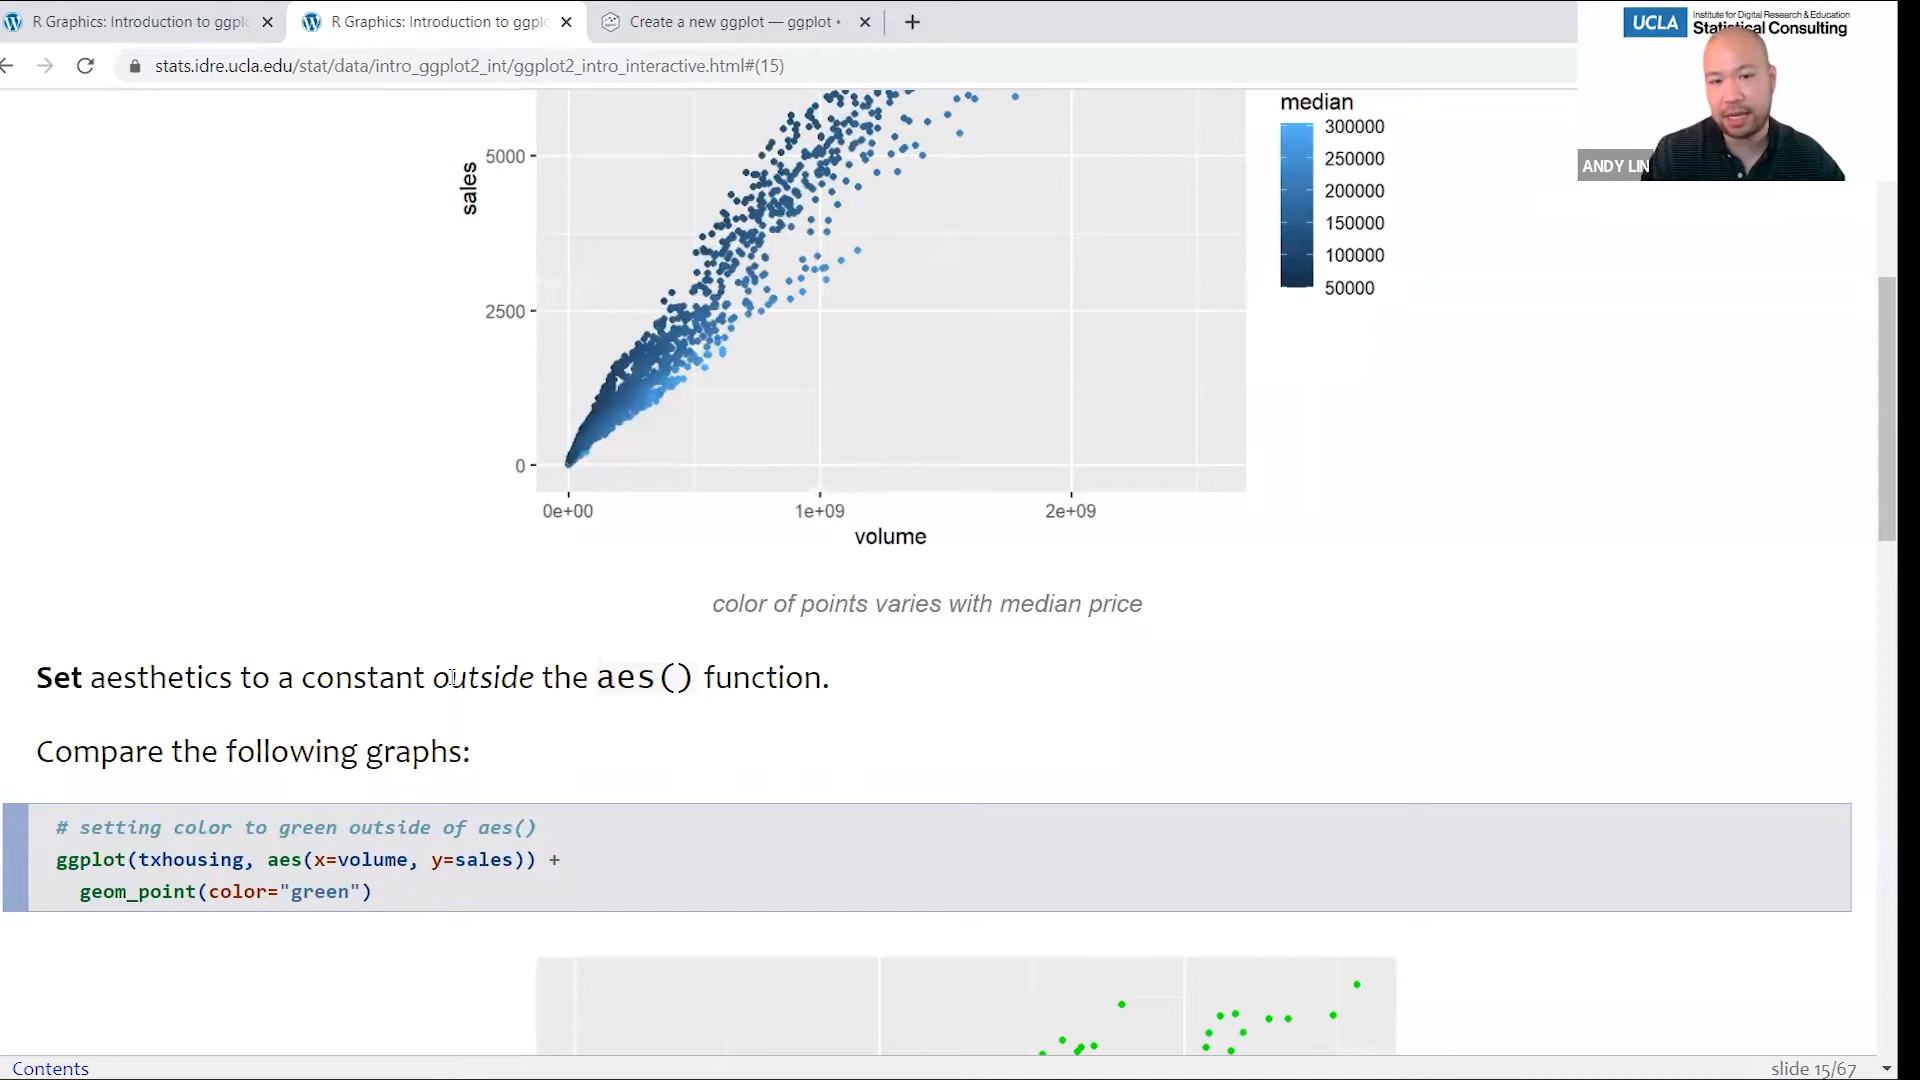 R Graphics: Introduction to ggpl
R Graphics: Introduction to ggpl
Create a new ggplot — ggplot •
stats.idre.ucla.edu/stat/data/intro_ggplot2_int/ggplot2_intro_interactive.html#(15)
UCLA
Institute for Digital Research & Education
Statistical Consulting
ANDY LIN
median
300000
250000
200000
150000
100000
50000
sales
5000
2500
0
0e+00
1e+09
2e+09
volume
color of points varies with median price
Set aesthetics to a constant outside the aes() function.
Compare the following graphs:
# setting color to green outside of aes()
ggplot(txhousing, aes(x=volume, y=sales)) +
geom_point(color="green")
Contents
slide 15/67